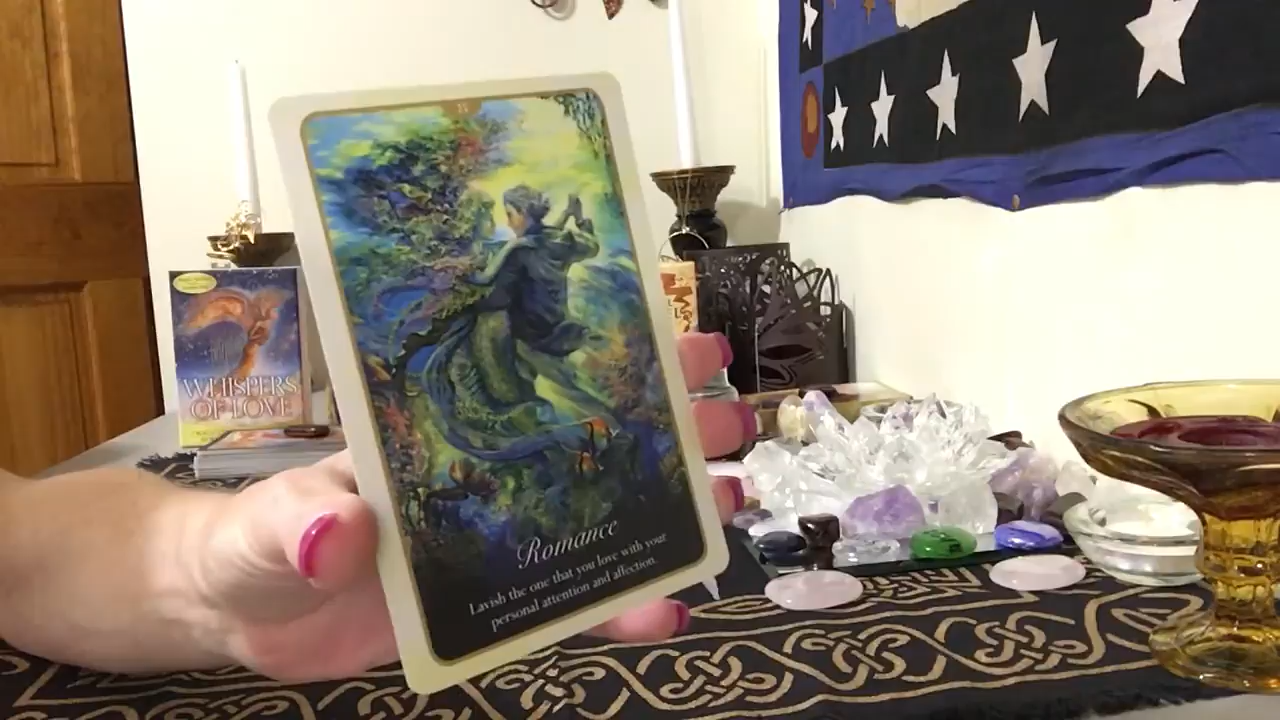 WHISPERS
OF LOVE
Romance
Lavish the one that you love with your
personal attention and affection.